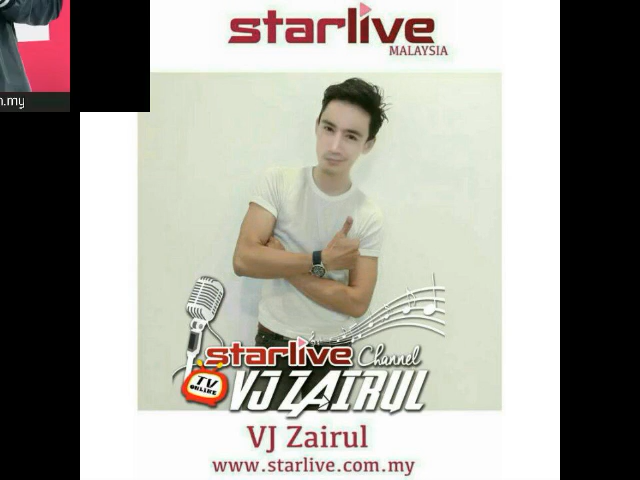 starlive
MALAYSIA
n.my
starlive Channel
TV
ONLINE
VJ ZAIRUL
VJ Zairul
www.starlive.com.my